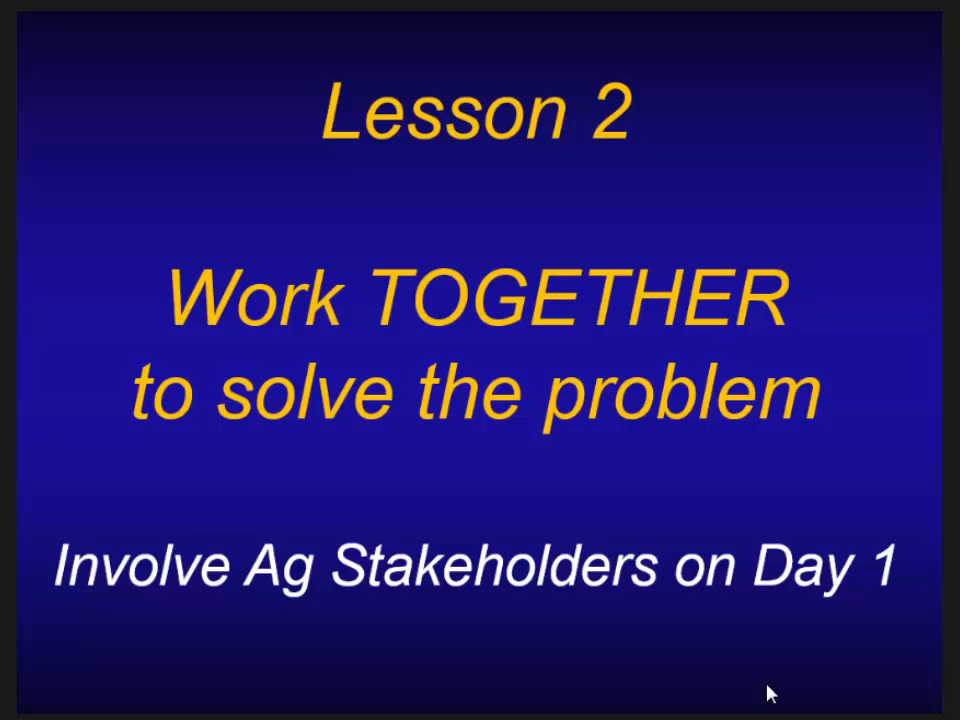 Lesson 2
Work TOGETHER
to solve the problem
Involve Ag Stakeholders on Day 1